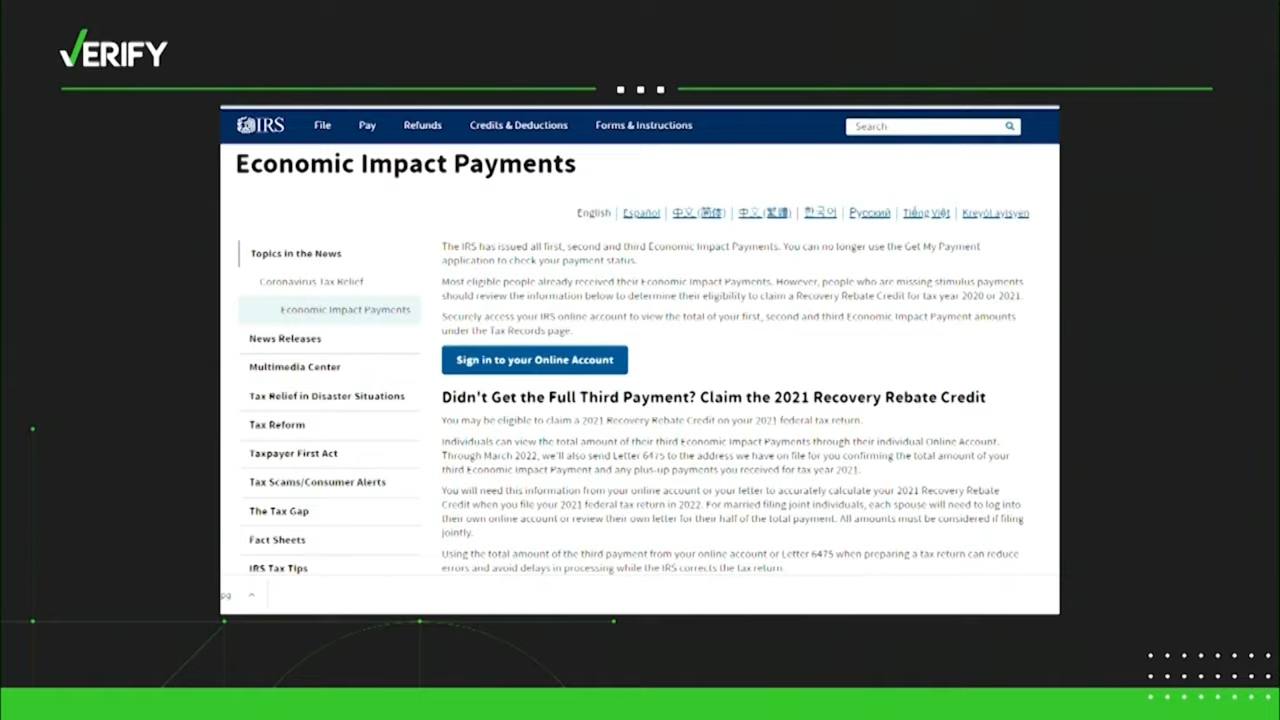 VERIFY
IRS File Pay Refunds Credits & Deductions Forms & Instructions Search
Economic Impact Payments
English | Español | 中文 (简体) | 中文 (繁體) | 한국어 | Русский | Tiếng Việt | Kreyòl ayisyen
Topics in the News
Coronavirus Tax Relief
Economic Impact Payments
News Releases
Multimedia Center
Tax Relief in Disaster Situations
Tax Reform
Taxpayer First Act
Tax Scams/Consumer Alerts
The Tax Gap
Fact Sheets
IRS Tax Tips
The IRS has issued all first, second and third Economic Impact Payments. You can no longer use the Get My Payment
application to check your payment status.
Most eligible people already received their Economic Impact Payments. However, people who are missing stimulus payments
should review the information below to determine their eligibility to claim a Recovery Rebate Credit for tax year 2020 or 2021.
Securely access your IRS online account to view the total of your first, second and third Economic Impact Payment amounts
under the Tax Records page.
Sign in to your Online Account
Didn't Get the Full Third Payment? Claim the 2021 Recovery Rebate Credit
You may be eligible to claim a 2021 Recovery Rebate Credit on your 2021 federal tax return.
Individuals can view the total amount of their third Economic Impact Payments through their individual Online Account.
Through March 2022, we'll also send Letter 6475 to the address we have on file for you confirming the total amount of your
third Economic Impact Payment and any plus-up payments you received for tax year 2021.
You will need this information from your online account or your letter to accurately calculate your 2021 Recovery Rebate
Credit when you file your 2021 federal tax return in 2022. For married filing joint individuals, each spouse will need to log into
their own online account or review their own letter for their half of the total payment. All amounts must be considered if filing
jointly.
Using the total amount of the third payment from your online account or Letter 6475 when preparing a tax return can reduce
errors and avoid delays in processing while the IRS corrects the tax return.
pg